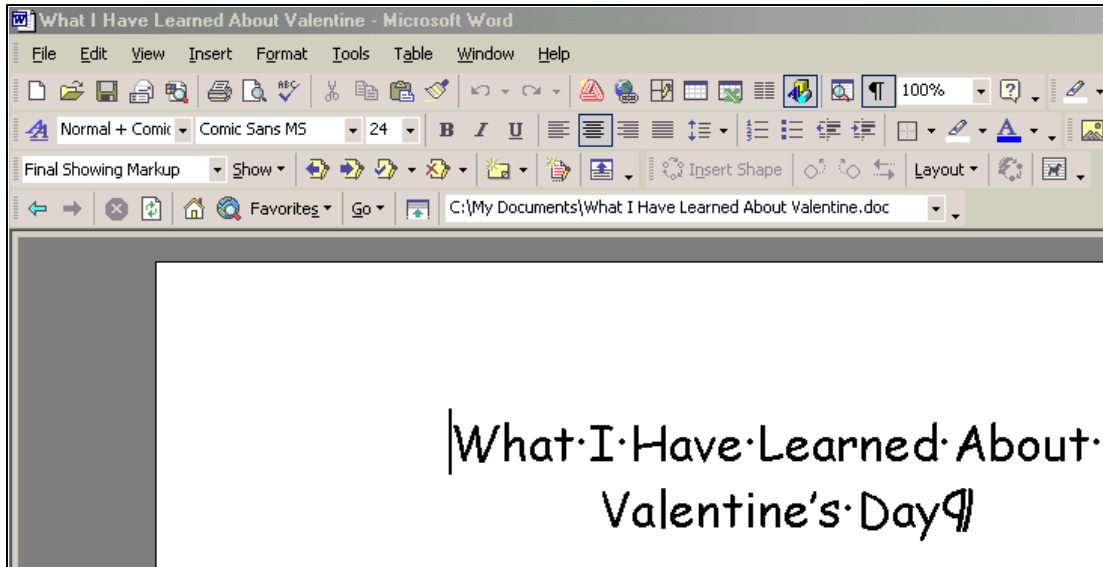 What I Have Learned About Valentine - Microsoft Word
File Edit View Insert Format Tools Table Window Help
ABC ¶ 100%
Normal + Comic Comic Sans MS 24 B I U A
Final Showing Markup Show Insert Shape Layout
Favorites Go C:\My Documents\What I Have Learned About Valentine.doc
What·I·Have·Learned·About·
Valentine's·Day¶